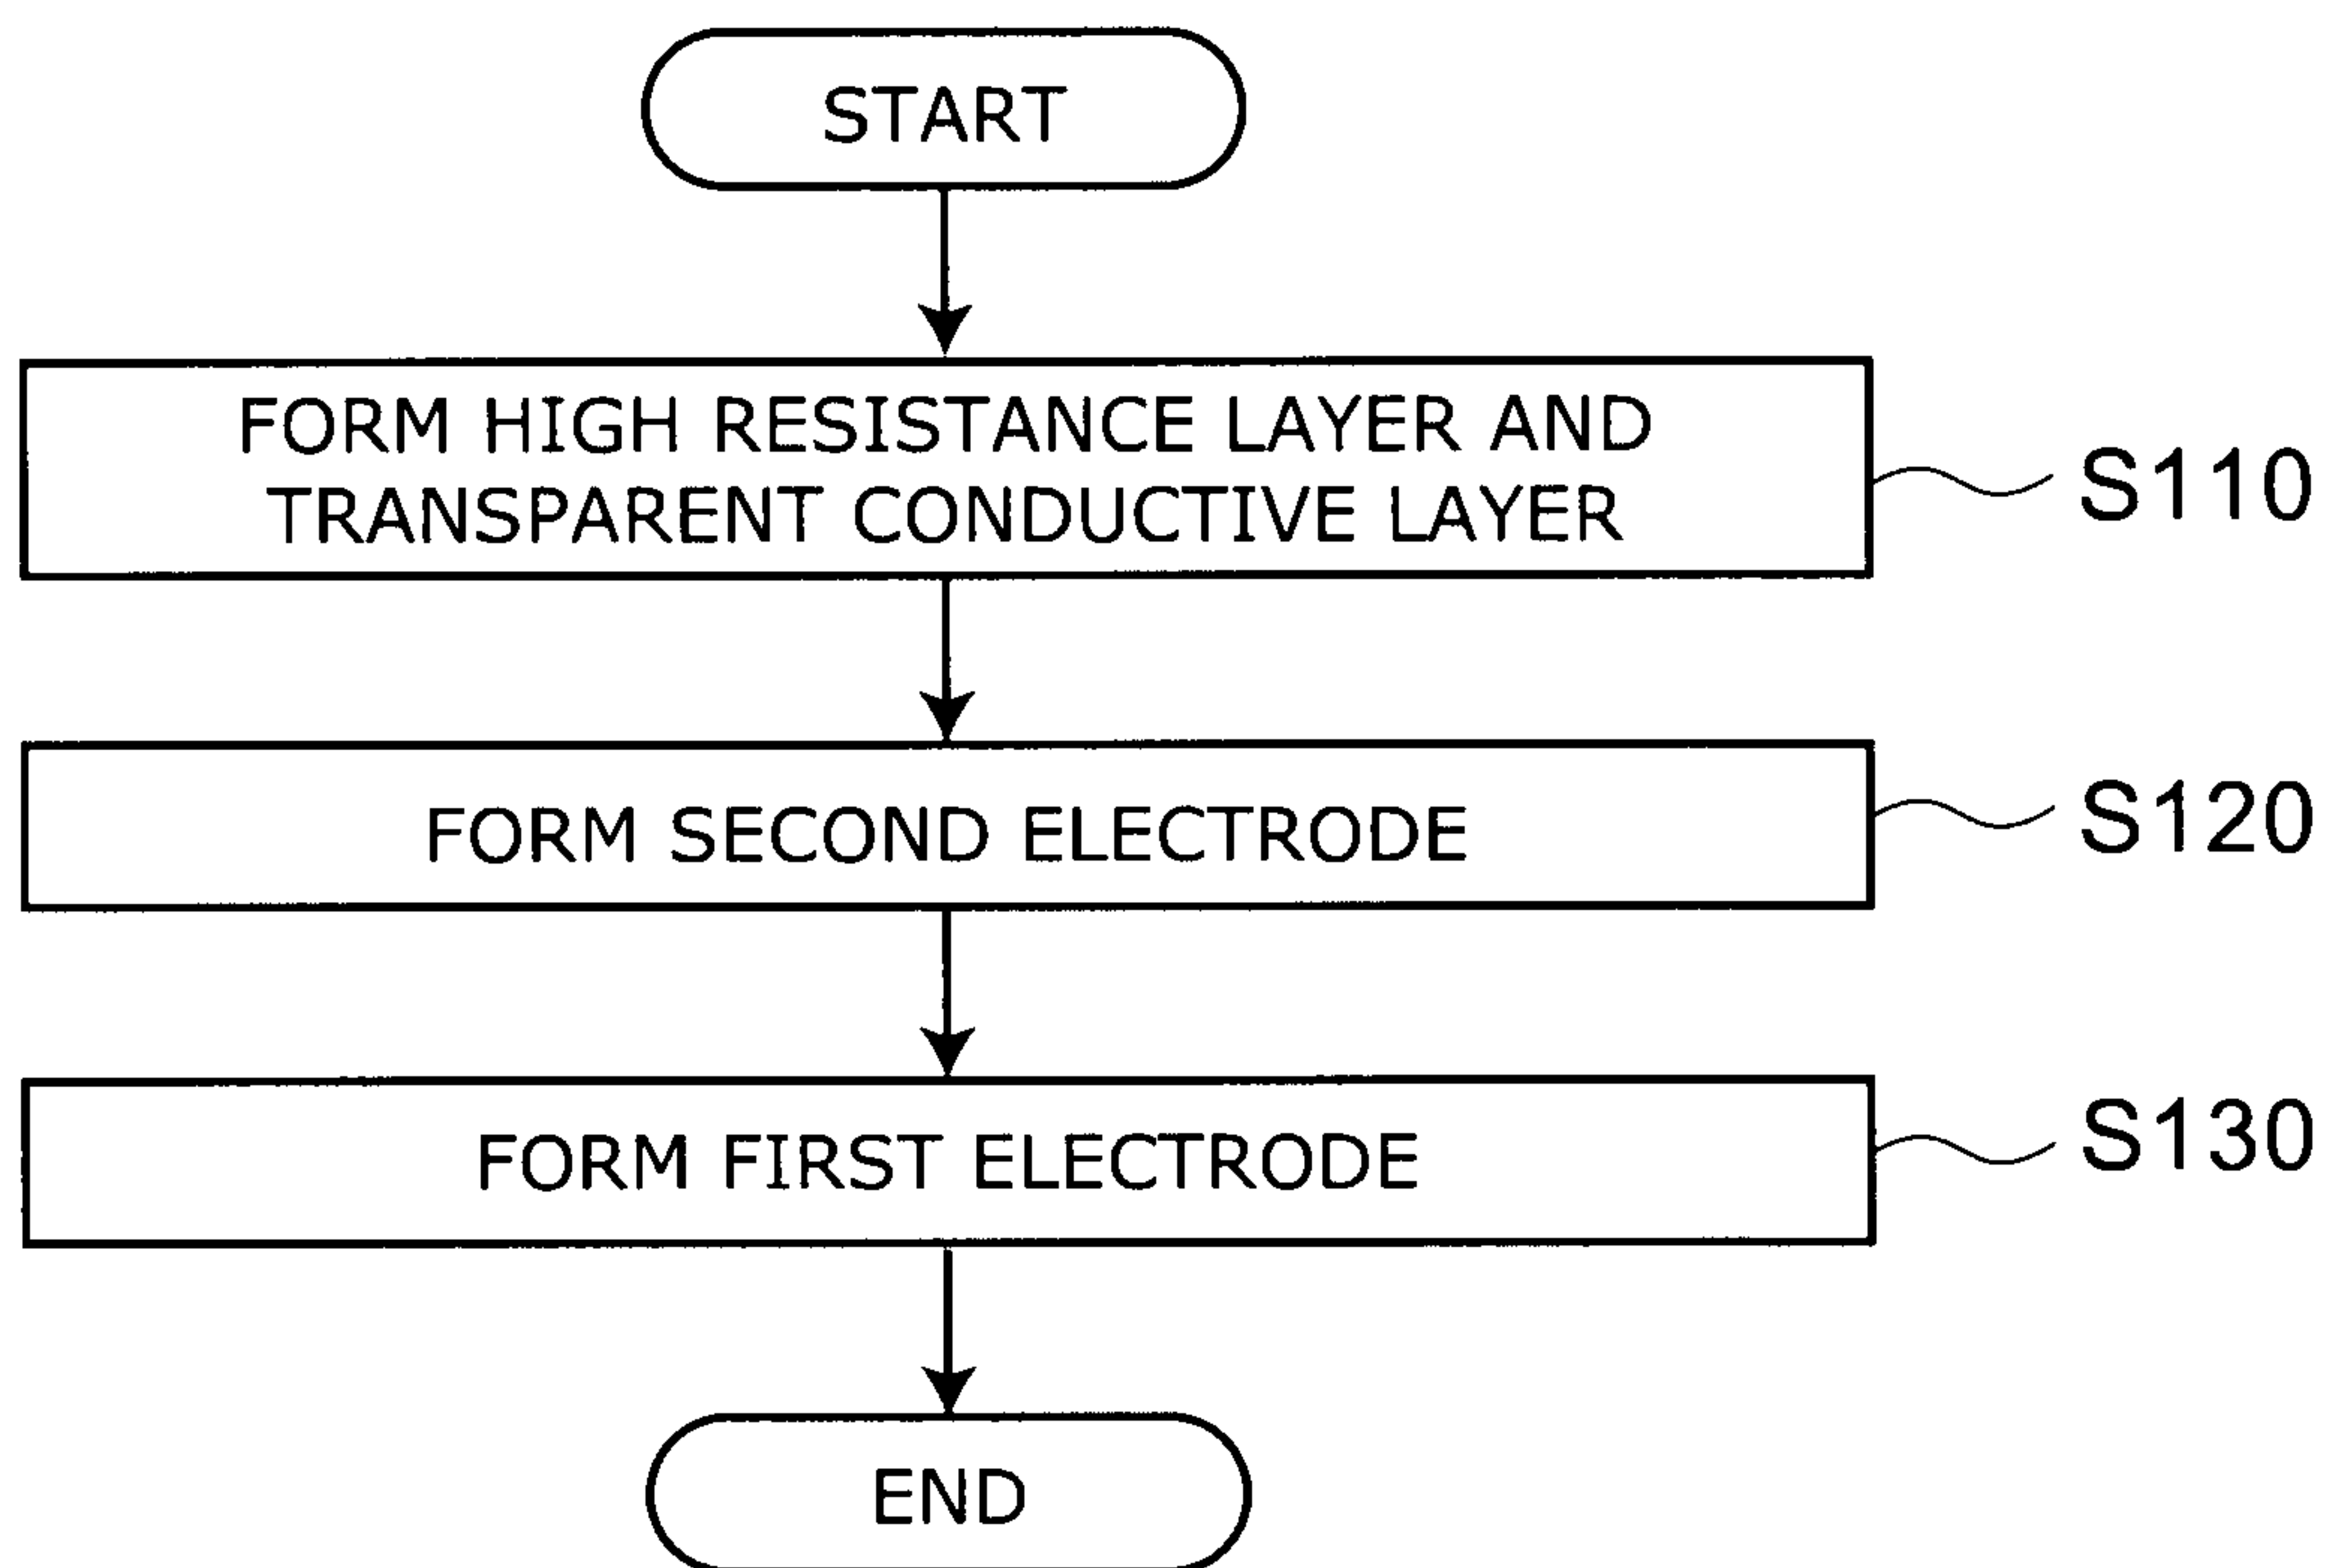 START
FORM HIGH RESISTANCE LAYER AND
TRANSPARENT CONDUCTIVE LAYER
S110
FORM SECOND ELECTRODE
S120
FORM FIRST ELECTRODE
S130
END